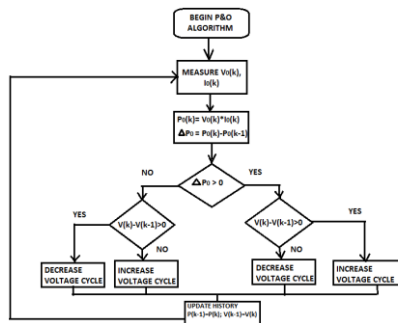 BEGIN P&O
ALGORITHM
MEASURE V0(k),
I0(k)
P0(k)= V0(k)*I0(k)
ΔP0 = P0(k)-P0(k-1)
ΔP0 > 0
NO
YES
V(k)-V(k-1)>0
YES
NO
V(k)-V(k-1)>0
YES
NO
DECREASE
VOLTAGE CYCLE
INCREASE
VOLTAGE CYCLE
DECREASE
VOLTAGE CYCLE
INCREASE
VOLTAGE CYCLE
UPDATE HISTORY
P(k-1)=P(k); V(k-1)=V(k)